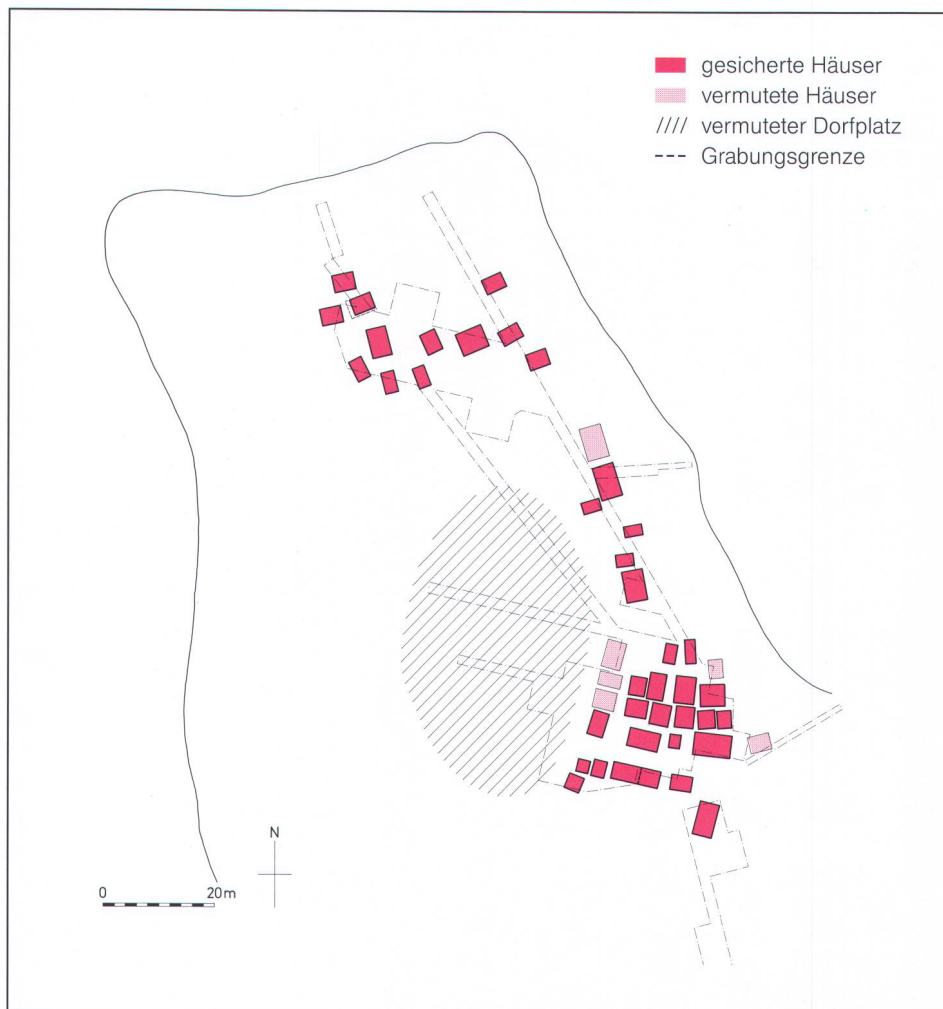 gesicherte Häuser
vermutete Häuser
vermuteter Dorfplatz
Grabungsgrenze
N
0 20m